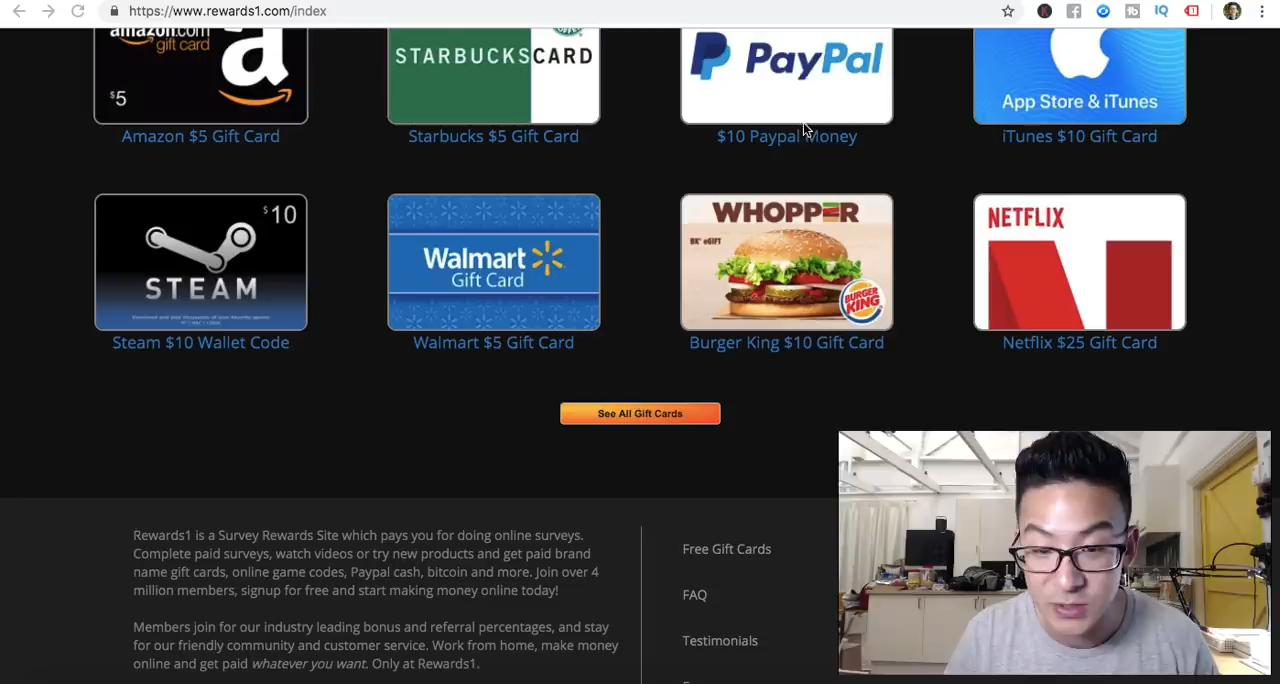 https://www.rewards1.com/index
amazon.com
gift card
$5
STARBUCKS CARD
PayPal
App Store & iTunes
Amazon $5 Gift Card
Starbucks $5 Gift Card
$10 Paypal Money
iTunes $10 Gift Card
$10
STEAM
Walmart
Gift Card
WHOPPER
BK® eGIFT
BURGER
KING
NETFLIX
Steam $10 Wallet Code
Walmart $5 Gift Card
Burger King $10 Gift Card
Netflix $25 Gift Card
See All Gift Cards
Rewards1 is a Survey Rewards Site which pays you for doing online surveys.
Complete paid surveys, watch videos or try new products and get paid brand
name gift cards, online game codes, Paypal cash, bitcoin and more. Join over 4
million members, signup for free and start making money online today!
Members join for our industry leading bonus and referral percentages, and stay
for our friendly community and customer service. Work from home, make money
online and get paid whatever you want. Only at Rewards1.
Free Gift Cards
FAQ
Testimonials